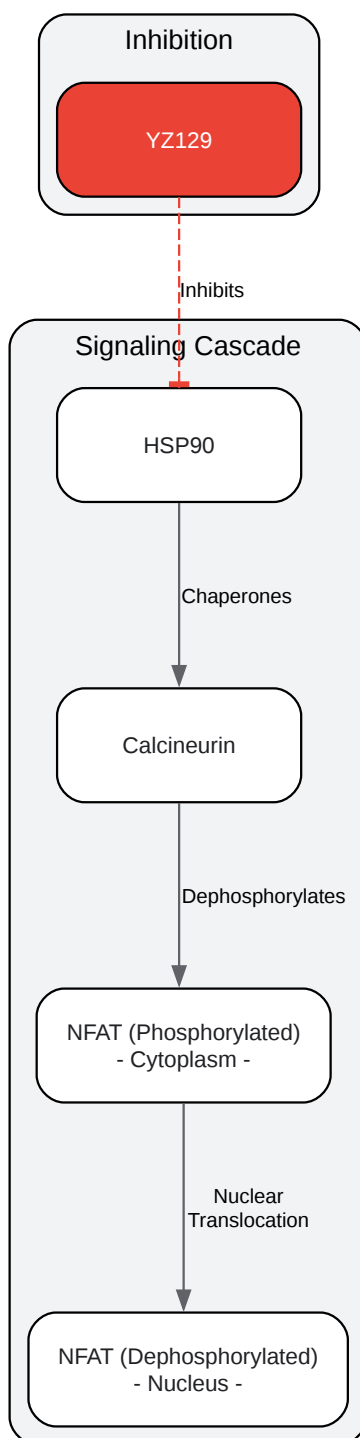 Inhibition
YZ129
Inhibits
Signaling Cascade
HSP90
Chaperones
Calcineurin
Dephosphorylates
NFAT (Phosphorylated)
- Cytoplasm -
Nuclear
Translocation
NFAT (Dephosphorylated)
- Nucleus -